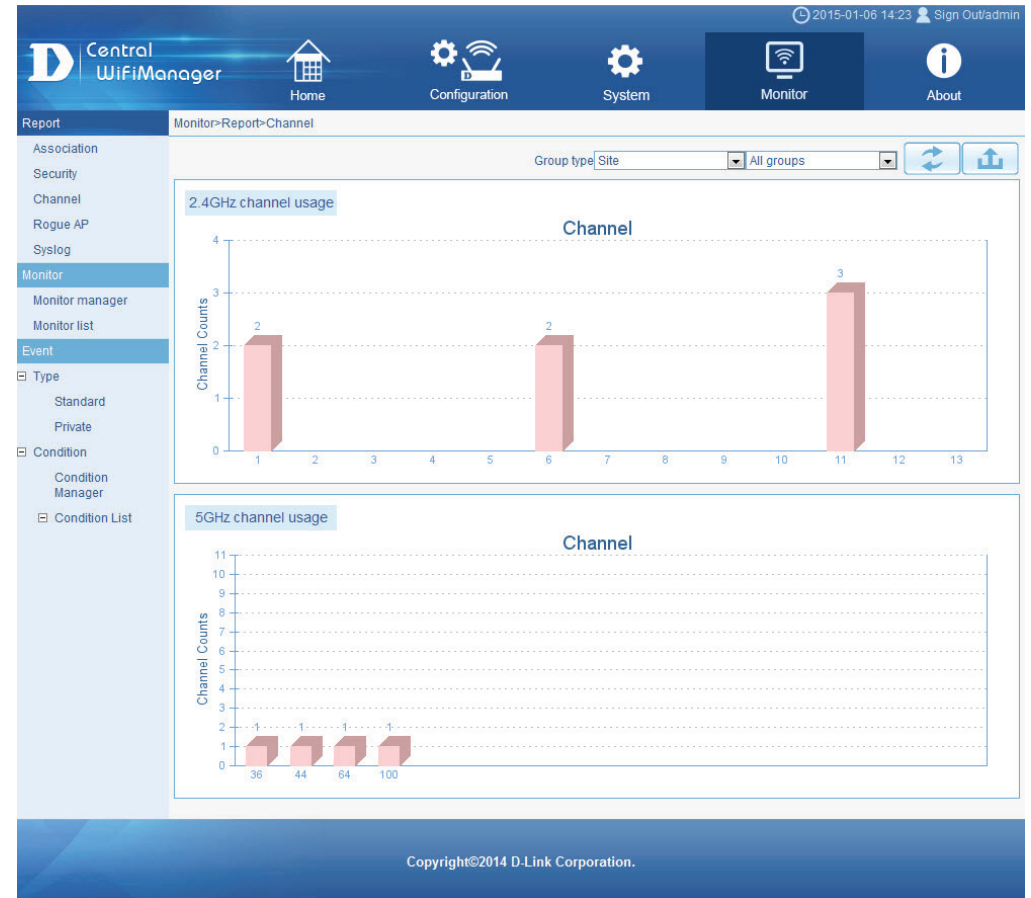 2015-01-06 14:23 Sign Out/admin
D Central
WiFiManager
Home
Configuration
D
System
Monitor
About
Report
Monitor>Report>Channel
Association
Security
Channel
Rogue AP
Syslog
Monitor
Monitor manager
Monitor list
Event
Type
Standard
Private
Condition
Condition
Manager
Condition List
Group type Site All groups
2.4GHz channel usage
Channel
Channel Counts
4
3
2
1
0
2
2
3
1 2 3 4 5 6 7 8 9 10 11 12 13
5GHz channel usage
Channel
Channel Counts
11
10
9
8
7
6
5
4
3
2
1
0
1 1 1 1
36 44 64 100
Copyright©2014 D-Link Corporation.